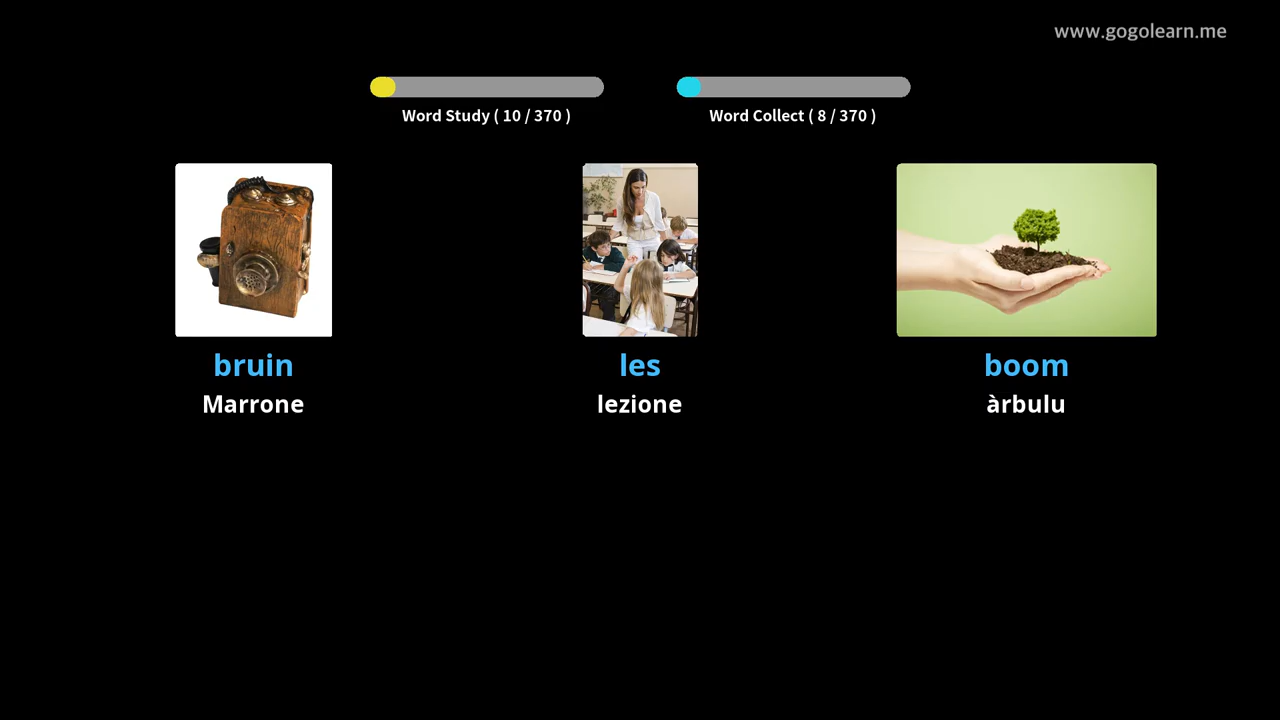 www.gogolearn.me
Word Study ( 10 / 370 )
Word Collect ( 8 / 370 )
bruin
Marrone
les
lezione
boom
àrbulu